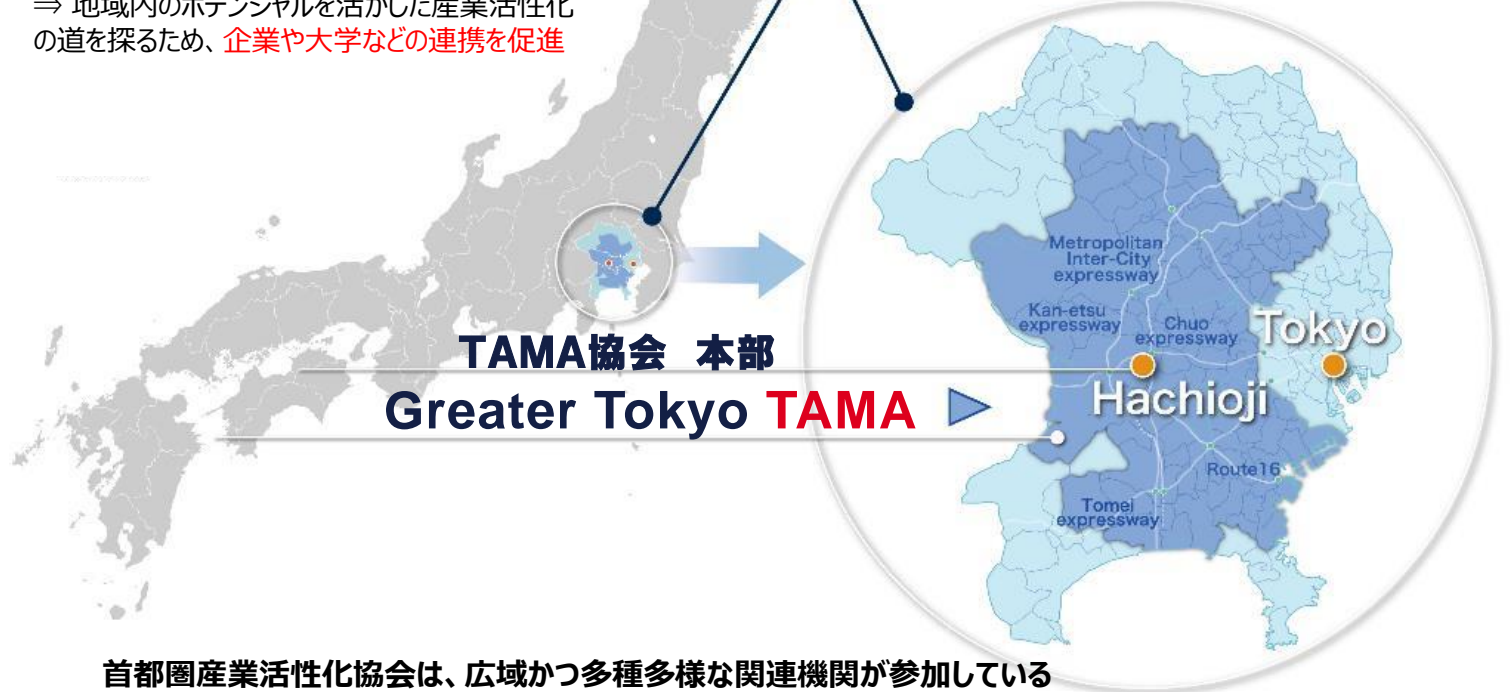 ⇒ 地域内のポテンシャルを活かした産業活性化
の道を探るため、企業や大学などの連携を促進
Metropolitan
Inter-City
expressway
Kan-etsu
expressway
Chuo
expressway
Tokyo
TAMA協会 本部
Hachioji
Greater Tokyo TAMA
Route16
Tomei
expressway
首都圏産業活性化協会は、広域かつ多種多様な関連機関が参加している